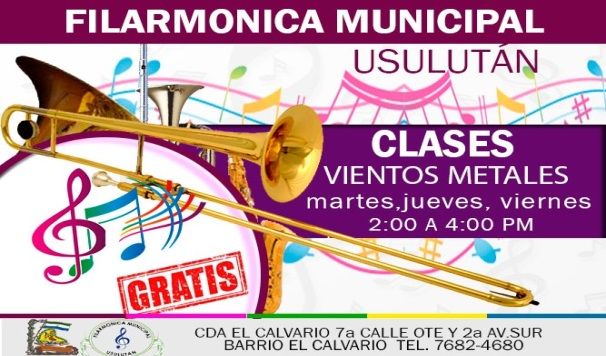 FILARMONICA MUNICIPAL
USULUTÁN
CLASES
VIENTOS METALES
martes,jueves, viernes
2:00 A 4:00 PM
GRATIS
FILARMONICA MUNICIPAL
USULUTAN
CDA EL CALVARIO 7a CALLE OTE Y 2a AV.SUR
BARRIO EL CALVARIO TEL. 7682-4680